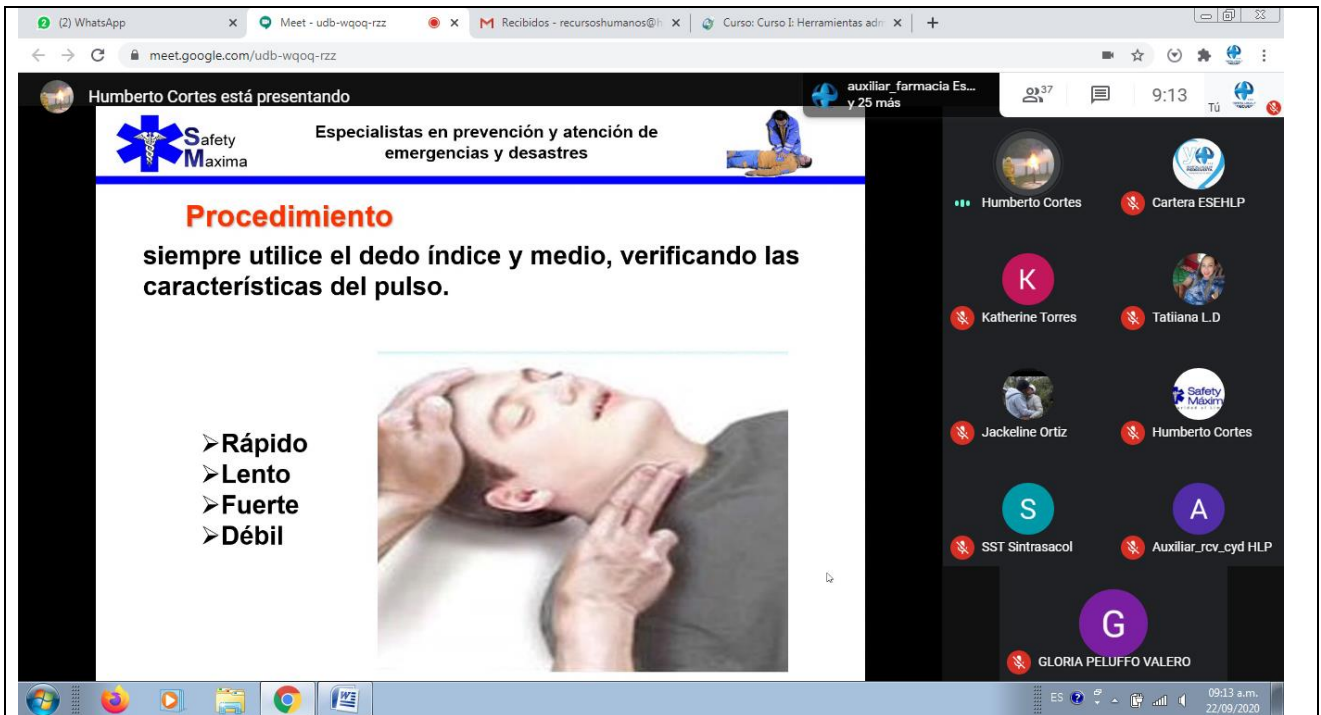 (2) WhatsApp
Meet - udb-wqoq-rzz
Recibidos - recursoshumanos@h
Curso: Curso I: Herramientas adm
meet.google.com/udb-wqoq-rzz
Humberto Cortes está presentando
auxiliar_farmacia Es...
y 25 más
37
9:13
Tú
Safety
Maxima
Especialistas en prevención y atención de
emergencias y desastres
Procedimiento
siempre utilice el dedo índice y medio, verificando las
características del pulso.
➢Rápido
➢Lento
➢Fuerte
➢Débil
Humberto Cortes
Cartera ESEHLP
K
Katherine Torres
Tatiiana L.D
Jackeline Ortiz
Safety
Máxim
Humberto Cortes
S
SST Sintrasacol
A
Auxiliar_rcv_cyd HLP
G
GLORIA PELUFFO VALERO
ES
09:13 a.m.
22/09/2020